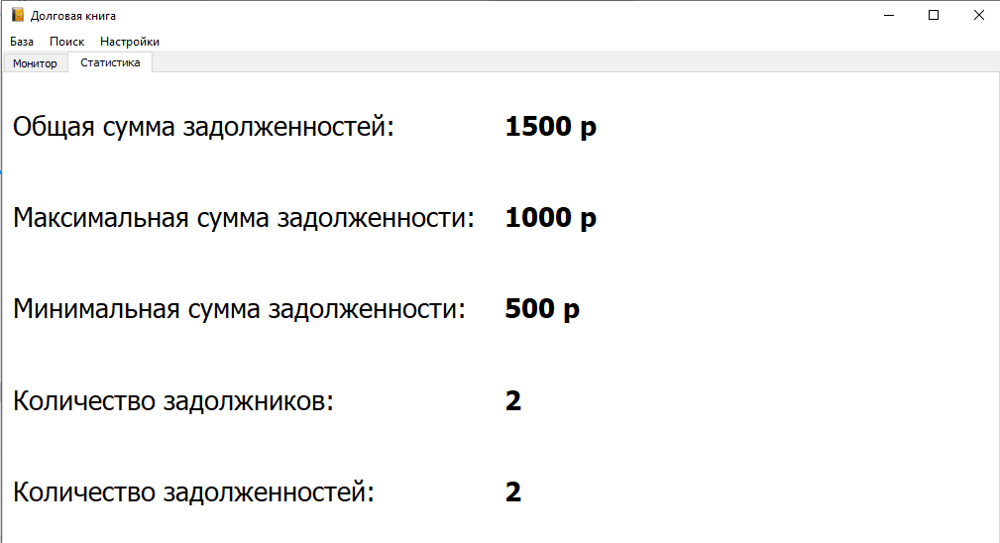 Долговая книга
База Поиск Настройки
Монитор Статистика
Общая сумма задолженностей: 1500 р
Максимальная сумма задолженности: 1000 р
Минимальная сумма задолженности: 500 р
Количество задолжников: 2
Количество задолженностей: 2